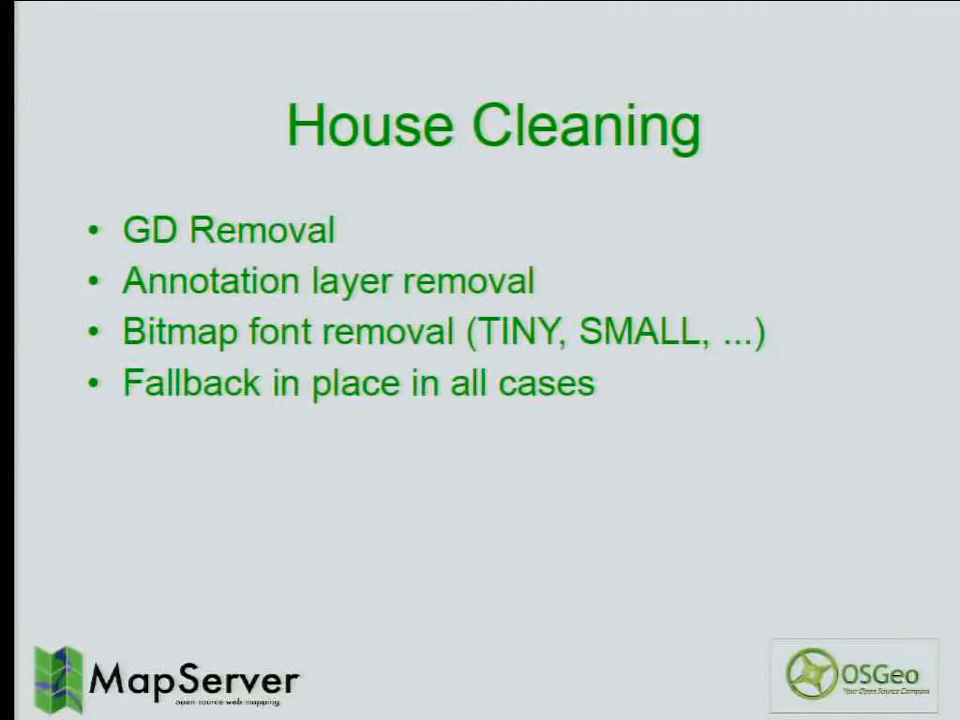 House Cleaning
• GD Removal
• Annotation layer removal
• Bitmap font removal (TINY, SMALL, ...)
• Fallback in place in all cases
MapServer
open source web mapping
OSGeo
Your Open Source Compass